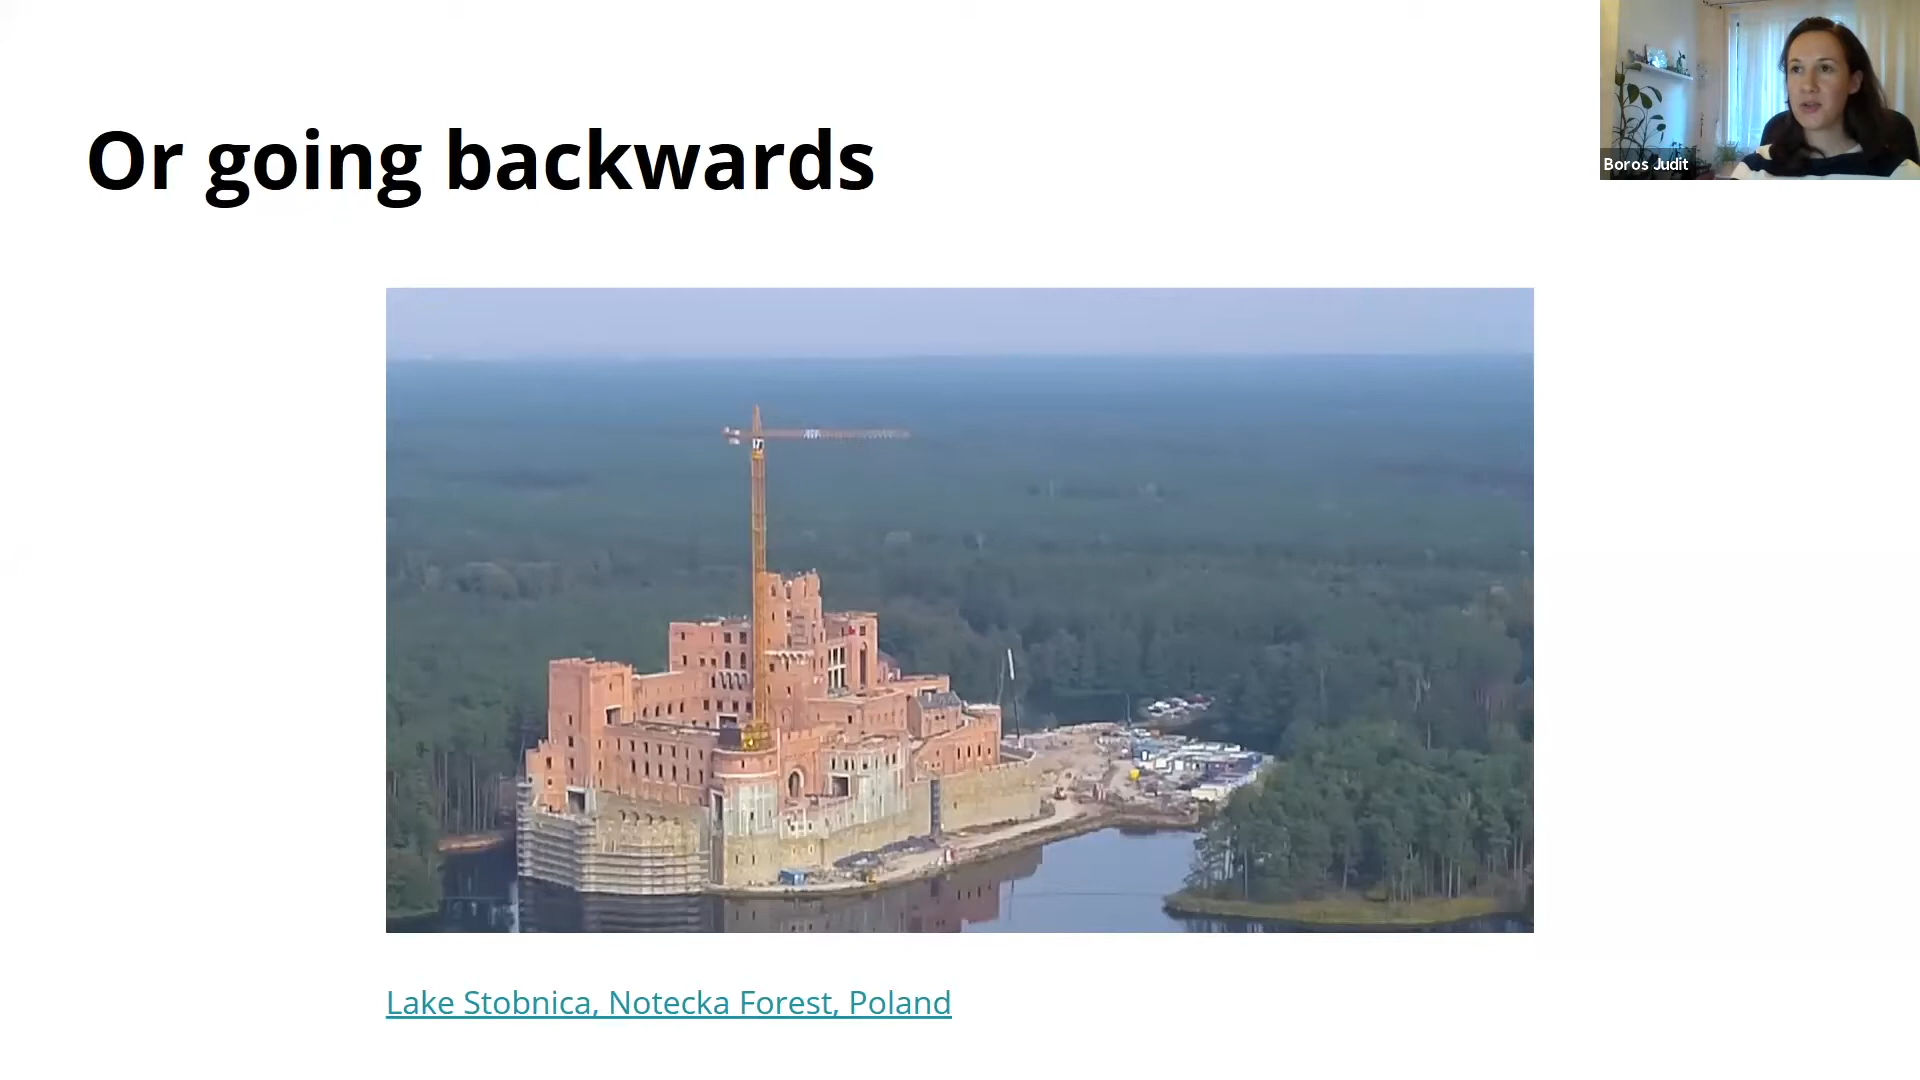 Or going backwards
Boros Judit
Lake Stobnica, Notecka Forest, Poland